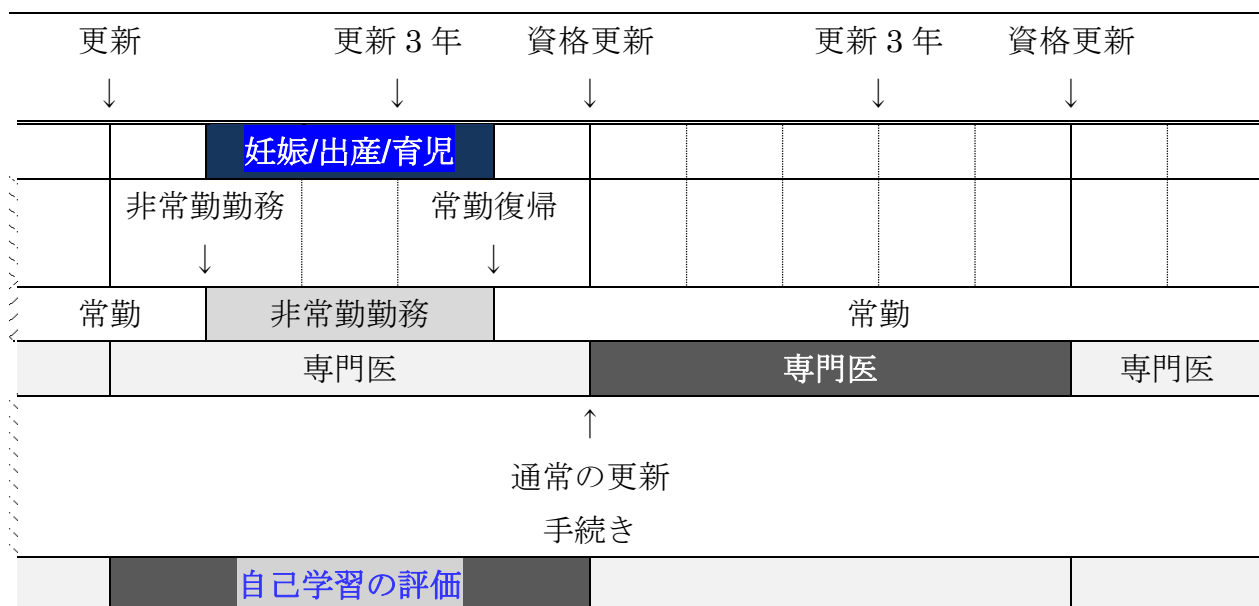 更新 更新 3 年 資格更新 更新 3 年 資格更新
↓ ↓ ↓ ↓ ↓
妊娠/出産/育児
非常勤勤務 常勤復帰
↓ ↓
常勤 非常勤勤務 常勤
専門医 専門医 専門医
↑
通常の更新
手続き
自己学習の評価